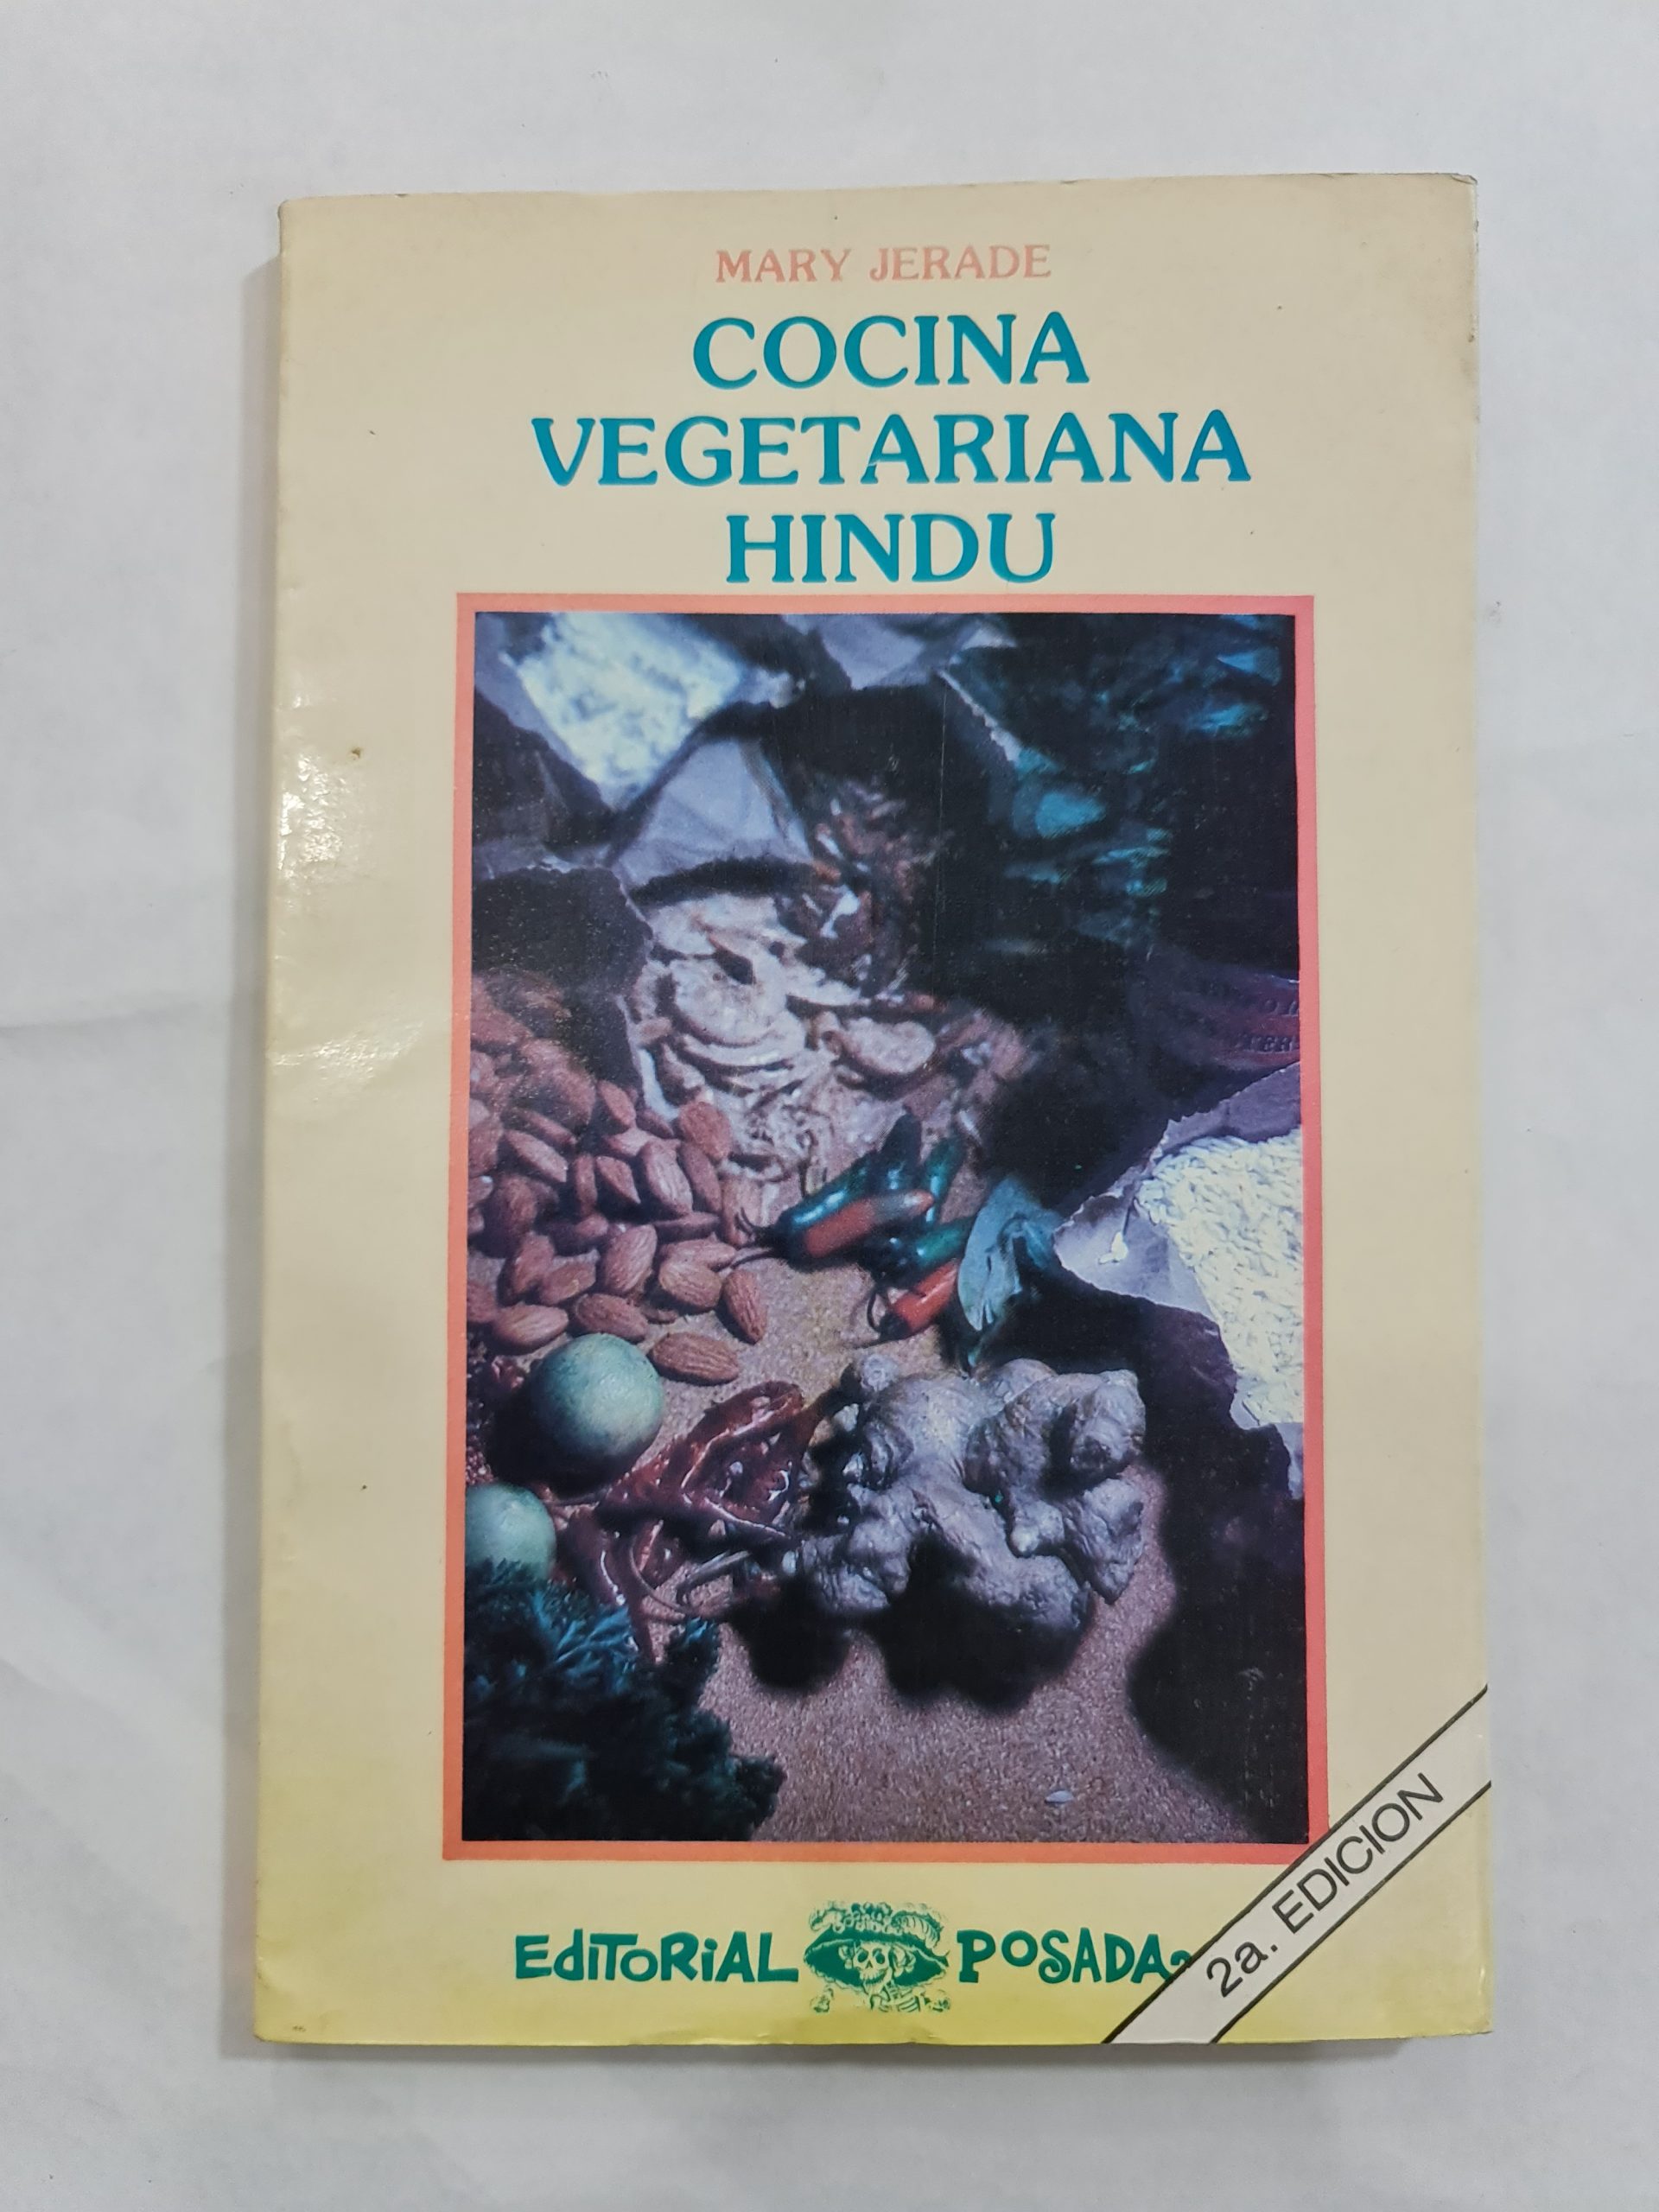 MARY JERADE
COCINA
VEGETARIANA
HINDU
EDITORIAL POSADA
2a. EDICION